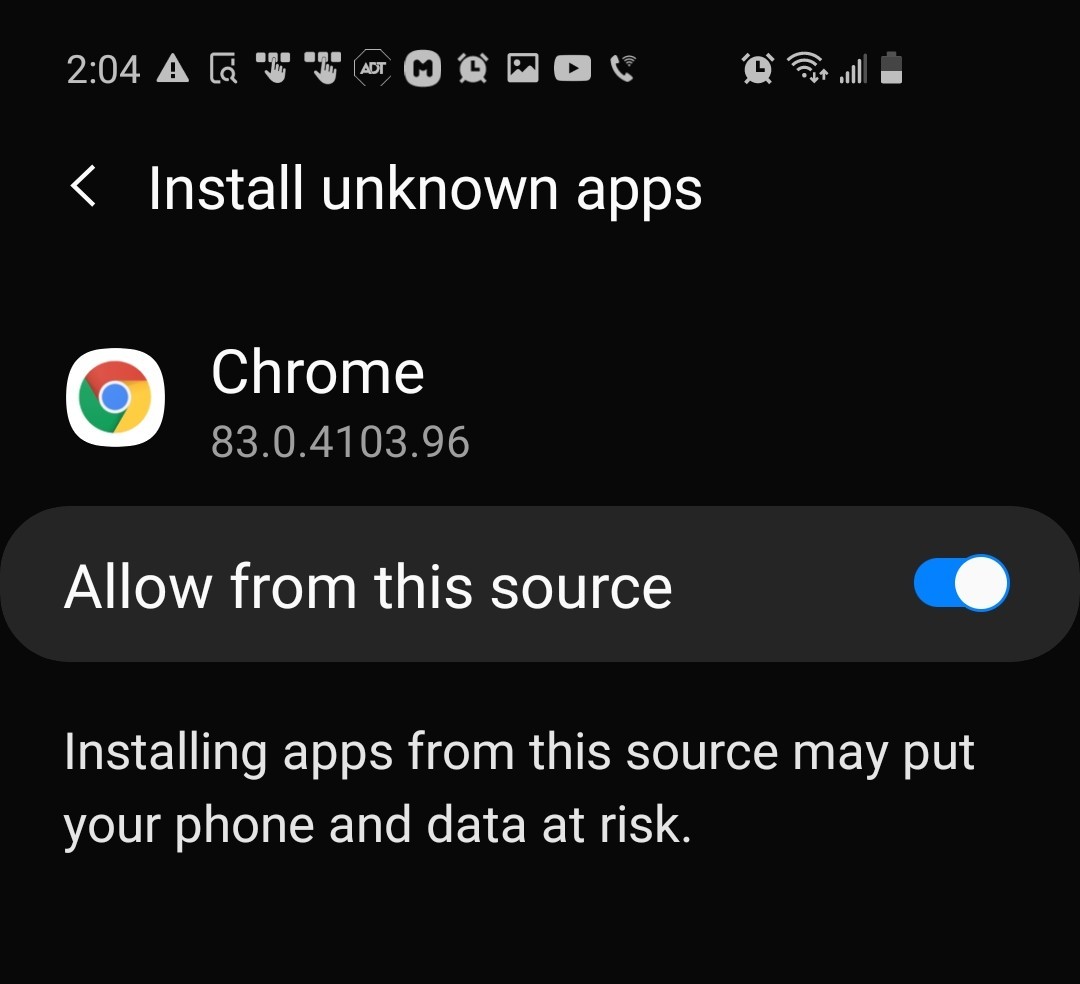 2:04 ADT
Install unknown apps
Chrome
83.0.4103.96
Allow from this source
Installing apps from this source may put
your phone and data at risk.